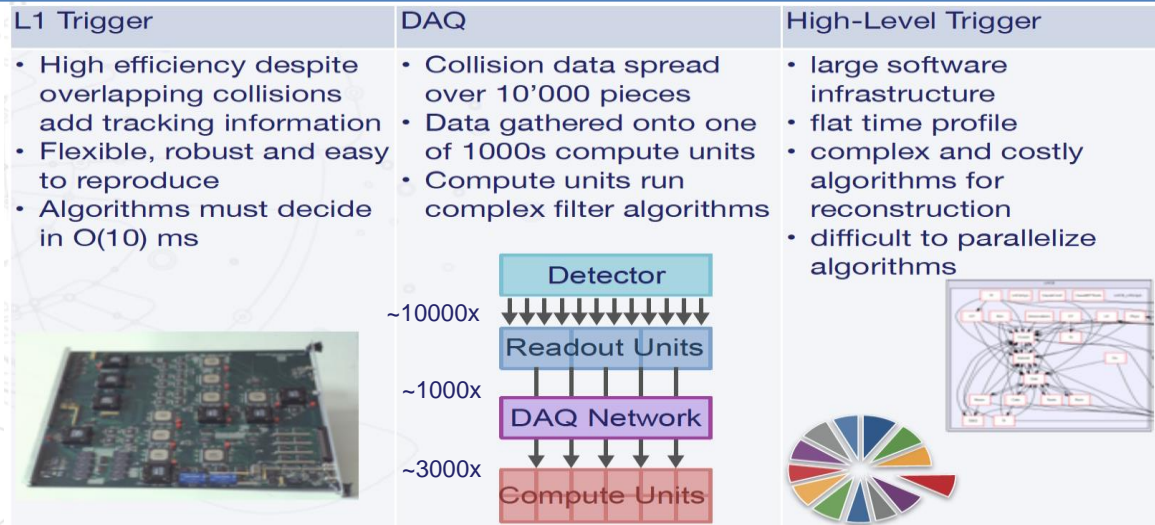 L1 Trigger
• High efficiency despite
overlapping collisions
add tracking information
• Flexible, robust and easy
to reproduce
• Algorithms must decide
in O(10) ms
DAQ
• Collision data spread
over 10'000 pieces
• Data gathered onto one
of 1000s compute units
• Compute units run
complex filter algorithms
Detector
~10000x
Readout Units
~1000x
DAQ Network
~3000x
Compute Units
High-Level Trigger
• large software
infrastructure
• flat time profile
• complex and costly
algorithms for
reconstruction
• difficult to parallelize
algorithms